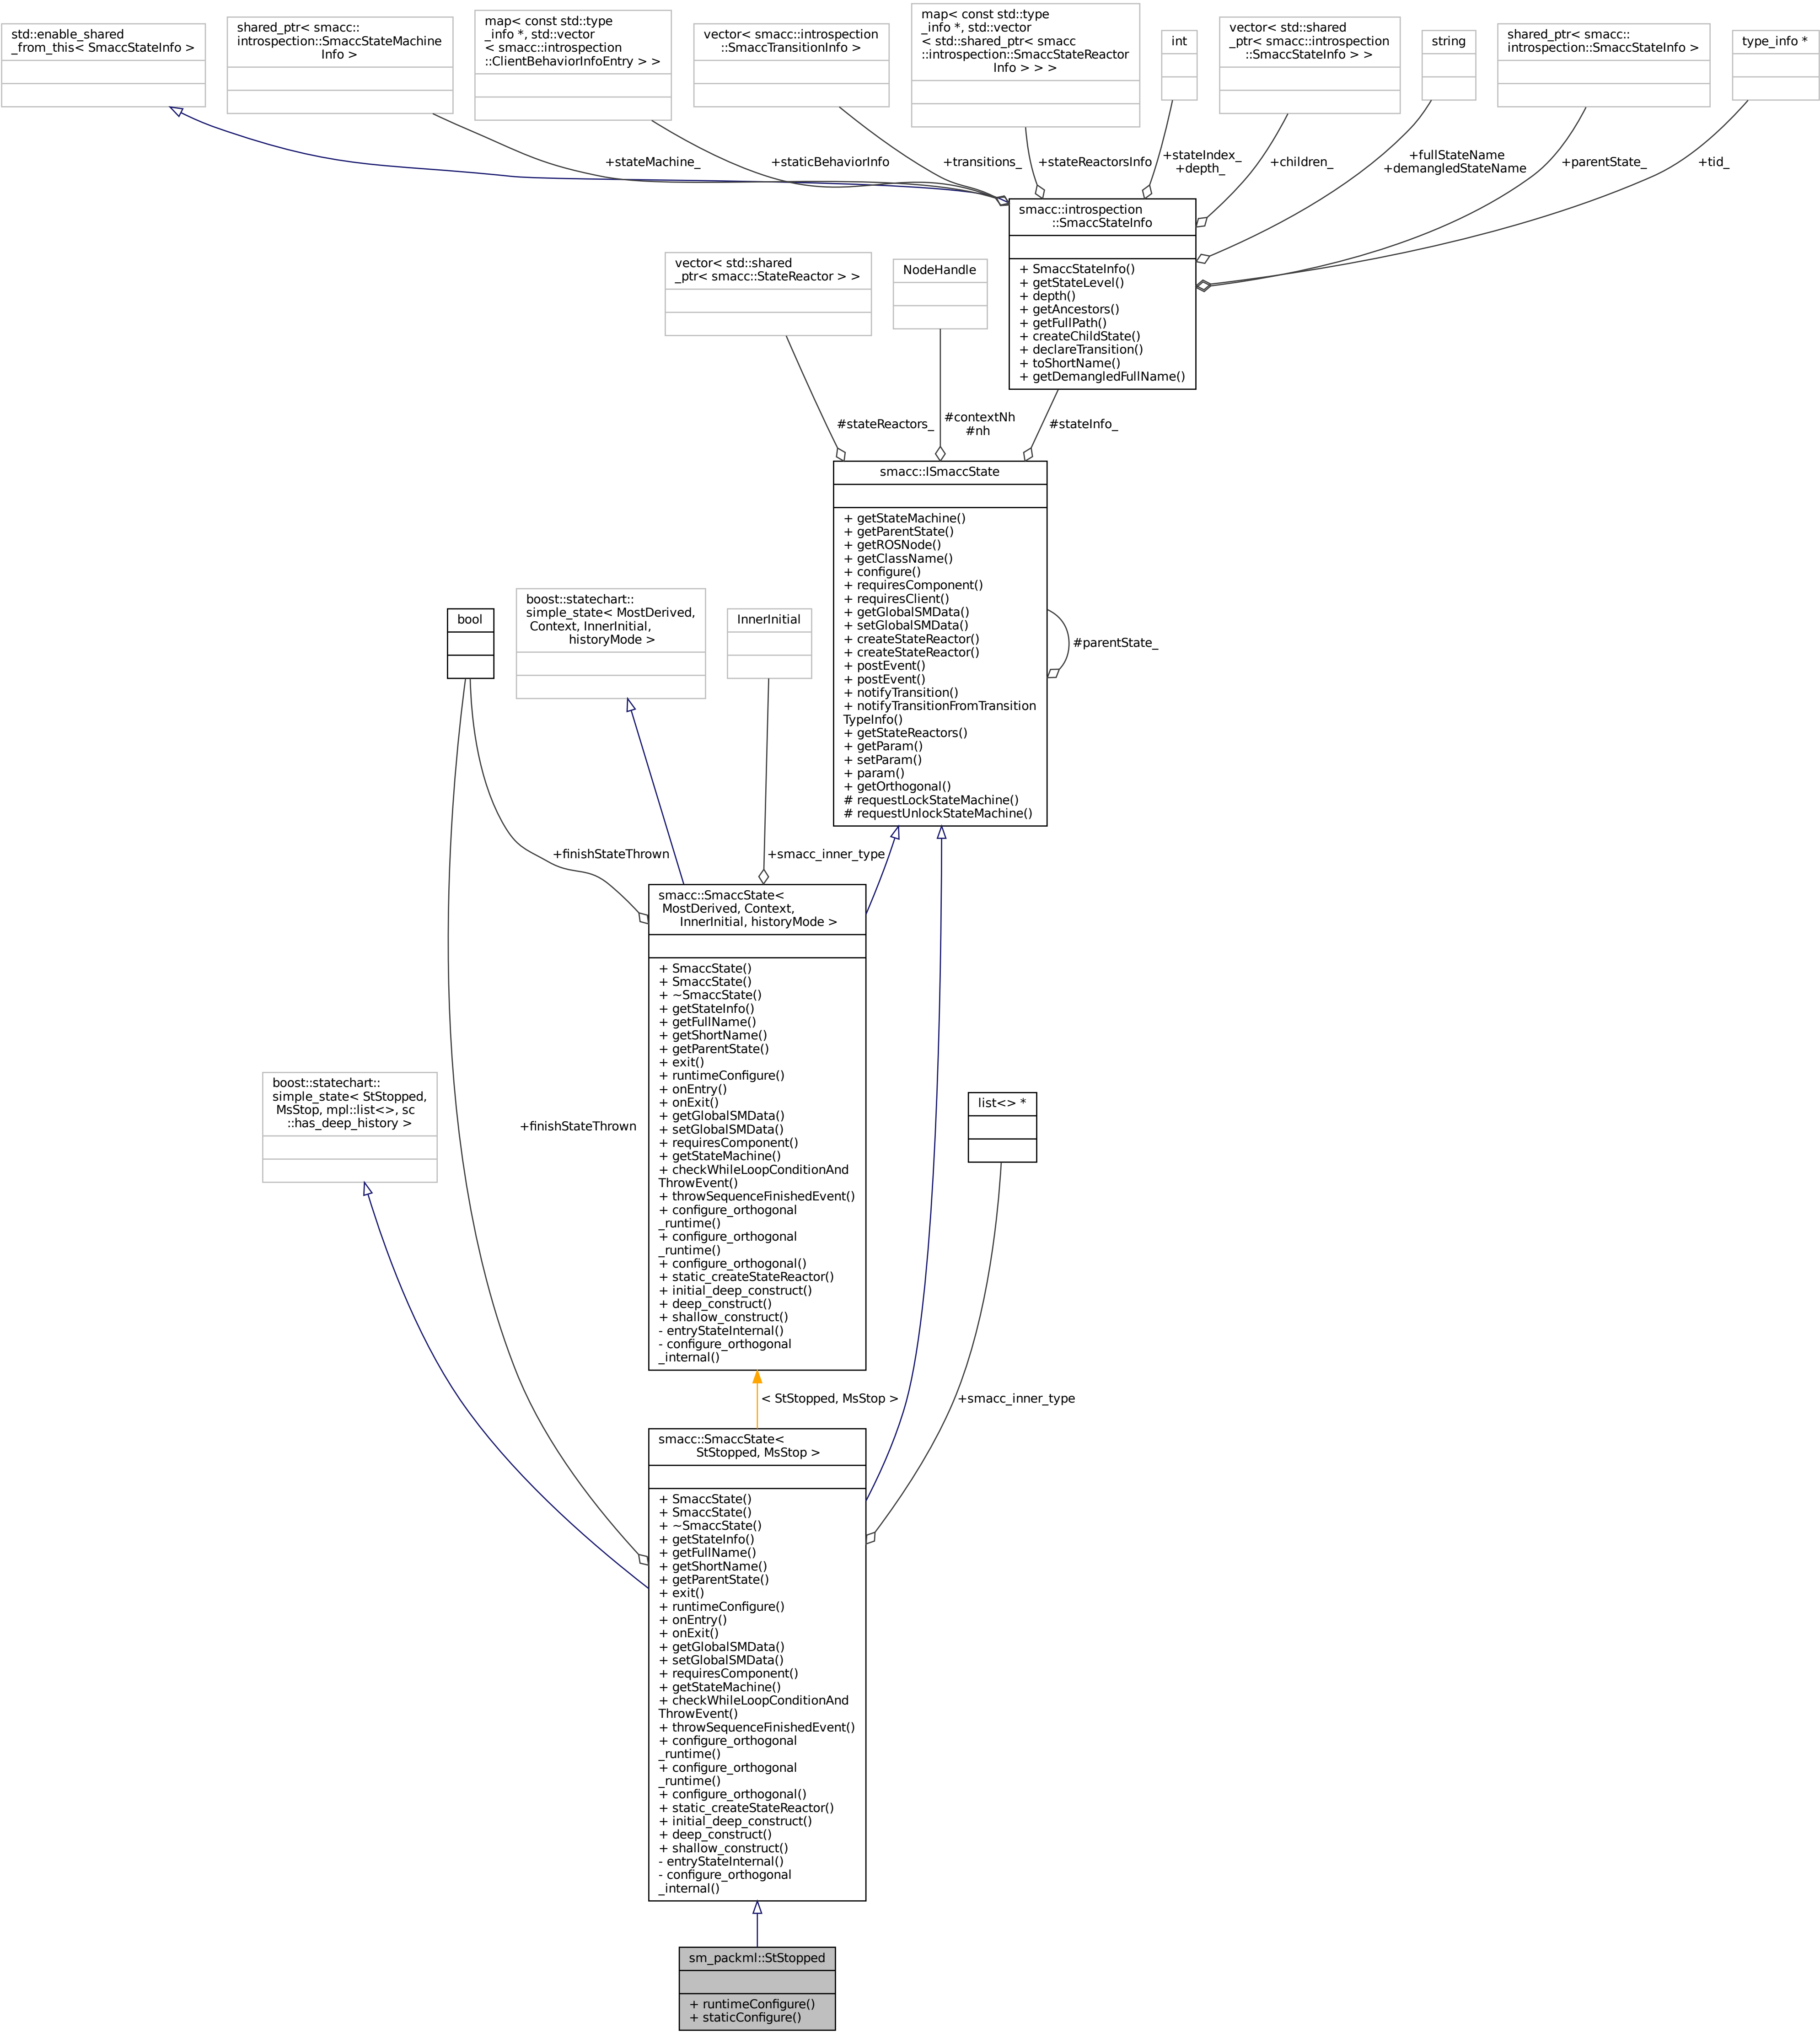 std::enable_shared
_from_this< SmaccStateInfo >
shared_ptr< smacc::
introspection::SmaccStateMachine
Info >
map< const std::type
_info *, std::vector
< smacc::introspection
::ClientBehaviorInfoEntry > >
vector< smacc::introspection
::SmaccTransitionInfo >
map< const std::type
_info *, std::vector
< std::shared_ptr< smacc
::introspection::SmaccStateReactor
Info > > >
int
vector< std::shared
_ptr< smacc::introspection
::SmaccStateInfo > >
string
shared_ptr< smacc::
introspection::SmaccStateInfo >
type_info *
+stateMachine_
+staticBehaviorInfo
+transitions_
+stateReactorsInfo
+stateIndex_
+depth_
+children_
+fullStateName
+demangledStateName
+parentState_
+tid_
smacc::introspection
::SmaccStateInfo
+ SmaccStateInfo()
+ getStateLevel()
+ depth()
+ getAncestors()
+ getFullPath()
+ createChildState()
+ declareTransition()
+ toShortName()
+ getDemangledFullName()
vector< std::shared
_ptr< smacc::StateReactor > >
NodeHandle
#stateReactors_
#contextNh
#nh
#stateInfo_
smacc::ISmaccState
+ getStateMachine()
+ getParentState()
+ getROSNode()
+ getClassName()
+ configure()
+ requiresComponent()
+ requiresClient()
+ getGlobalSMData()
+ setGlobalSMData()
+ createStateReactor()
+ createStateReactor()
+ postEvent()
+ postEvent()
+ notifyTransition()
+ notifyTransitionFromTransition
TypeInfo()
+ getStateReactors()
+ getParam()
+ setParam()
+ param()
+ getOrthogonal()
# requestLockStateMachine()
# requestUnlockStateMachine()
#parentState_
bool
boost::statechart::
simple_state< MostDerived,
Context, InnerInitial,
historyMode >
InnerInitial
+finishStateThrown
+smacc_inner_type
smacc::SmaccState<
MostDerived, Context,
InnerInitial, historyMode >
+ SmaccState()
+ SmaccState()
+ ~SmaccState()
+ getStateInfo()
+ getFullName()
+ getShortName()
+ getParentState()
+ exit()
+ runtimeConfigure()
+ onEntry()
+ onExit()
+ getGlobalSMData()
+ setGlobalSMData()
+ requiresComponent()
+ getStateMachine()
+ checkWhileLoopConditionAnd
ThrowEvent()
+ throwSequenceFinishedEvent()
+ configure_orthogonal
_runtime()
+ configure_orthogonal
_runtime()
+ configure_orthogonal()
+ static_createStateReactor()
+ initial_deep_construct()
+ deep_construct()
+ shallow_construct()
- entryStateInternal()
- configure_orthogonal
_internal()
boost::statechart::
simple_state< StStopped,
MsStop, mpl::list<>, sc
::has_deep_history >
+finishStateThrown
list<> *
< StStopped, MsStop >
+smacc_inner_type
smacc::SmaccState<
StStopped, MsStop >
+ SmaccState()
+ SmaccState()
+ ~SmaccState()
+ getStateInfo()
+ getFullName()
+ getShortName()
+ getParentState()
+ exit()
+ runtimeConfigure()
+ onEntry()
+ onExit()
+ getGlobalSMData()
+ setGlobalSMData()
+ requiresComponent()
+ getStateMachine()
+ checkWhileLoopConditionAnd
ThrowEvent()
+ throwSequenceFinishedEvent()
+ configure_orthogonal
_runtime()
+ configure_orthogonal
_runtime()
+ configure_orthogonal()
+ static_createStateReactor()
+ initial_deep_construct()
+ deep_construct()
+ shallow_construct()
- entryStateInternal()
- configure_orthogonal
_internal()
sm_packml::StStopped
+ runtimeConfigure()
+ staticConfigure()